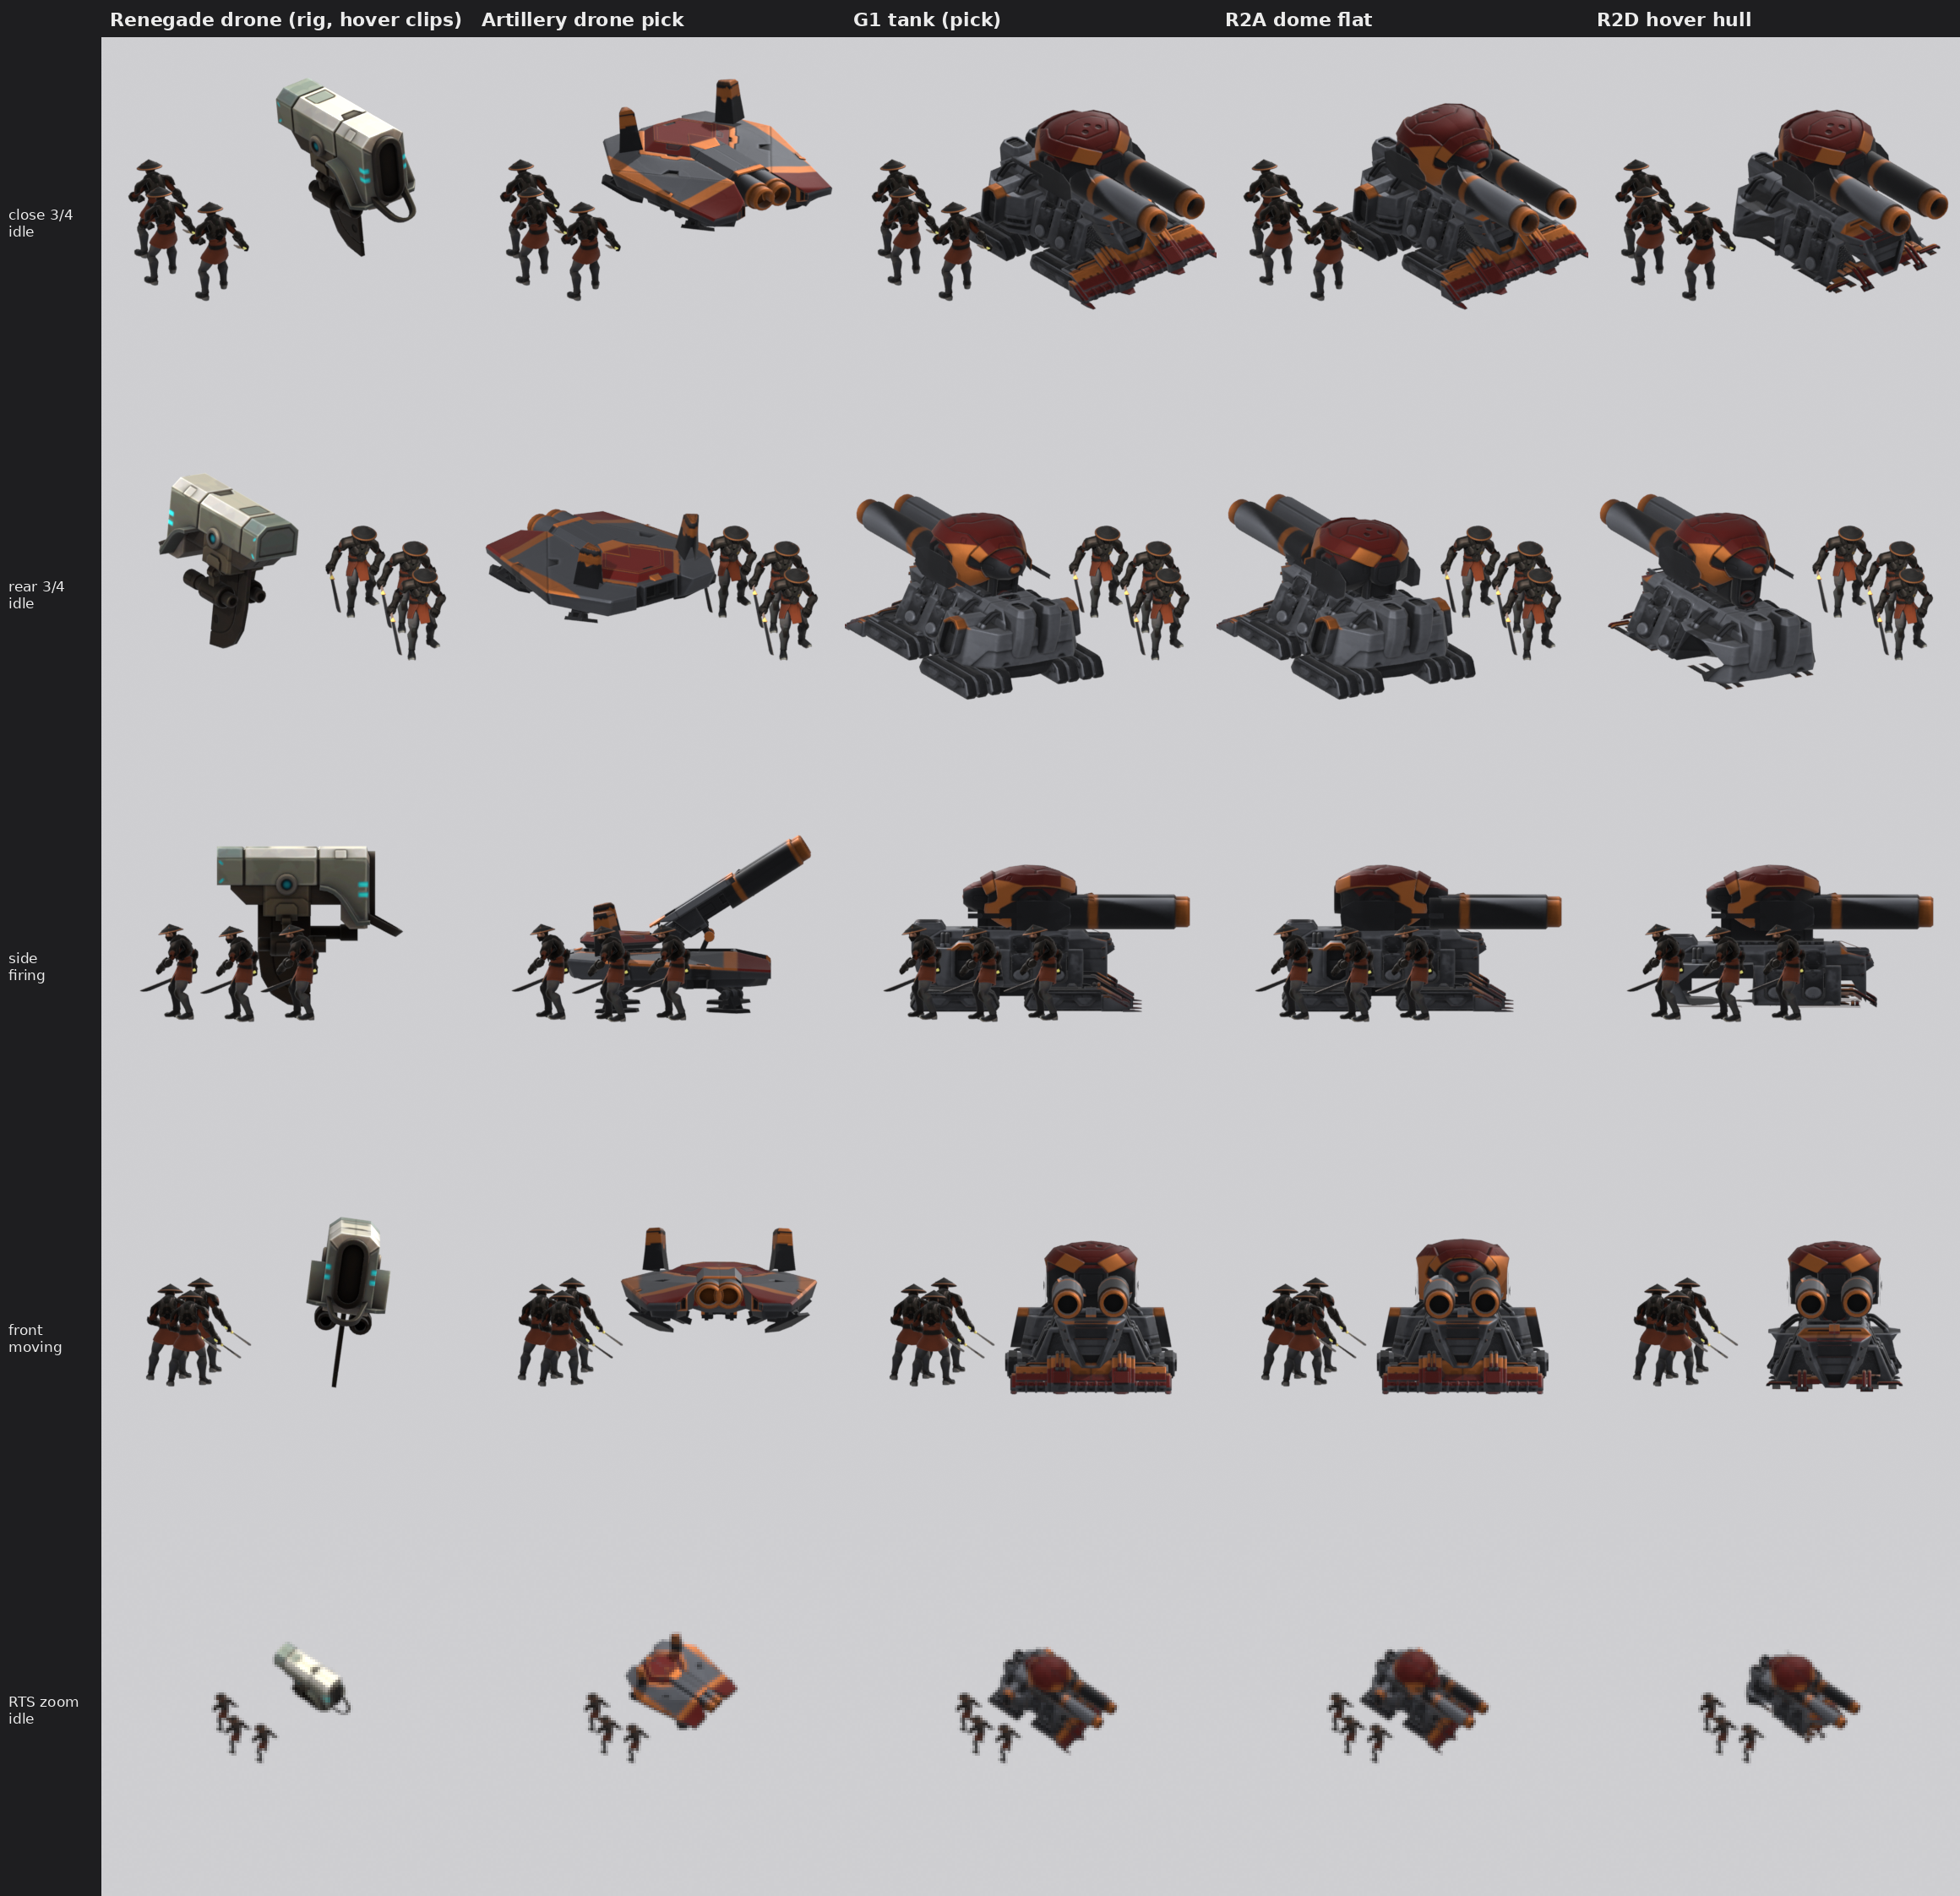 Renegade drone (rig, hover clips)
Artillery drone pick
G1 tank (pick)
R2A dome flat
R2D hover hull
close 3/4
idle
rear 3/4
idle
side
firing
front
moving
RTS zoom
idle